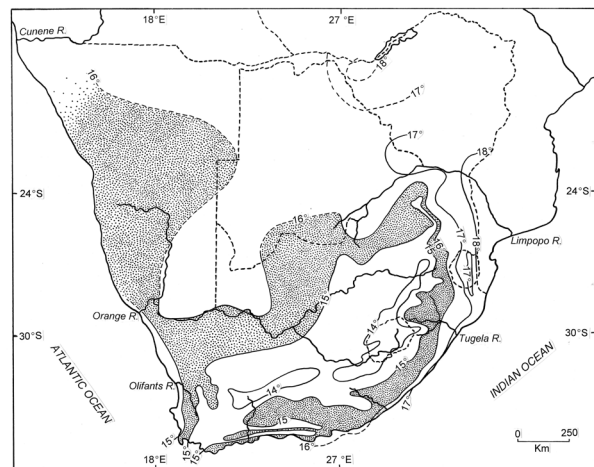 18°E
27°E
Cunene R.
18°
16°
17°
17°
18°
24°S
24°S
16°
Limpopo R.
17°
18°
16°
15°
17°
15°
Orange R.
14°
30°S
30°S
Tugela R.
15°
ATLANTIC OCEAN
INDIAN OCEAN
Olifants R.
14°
17°
15°
15°
16°
15°
15°
18°E
27°E
0
250
Km